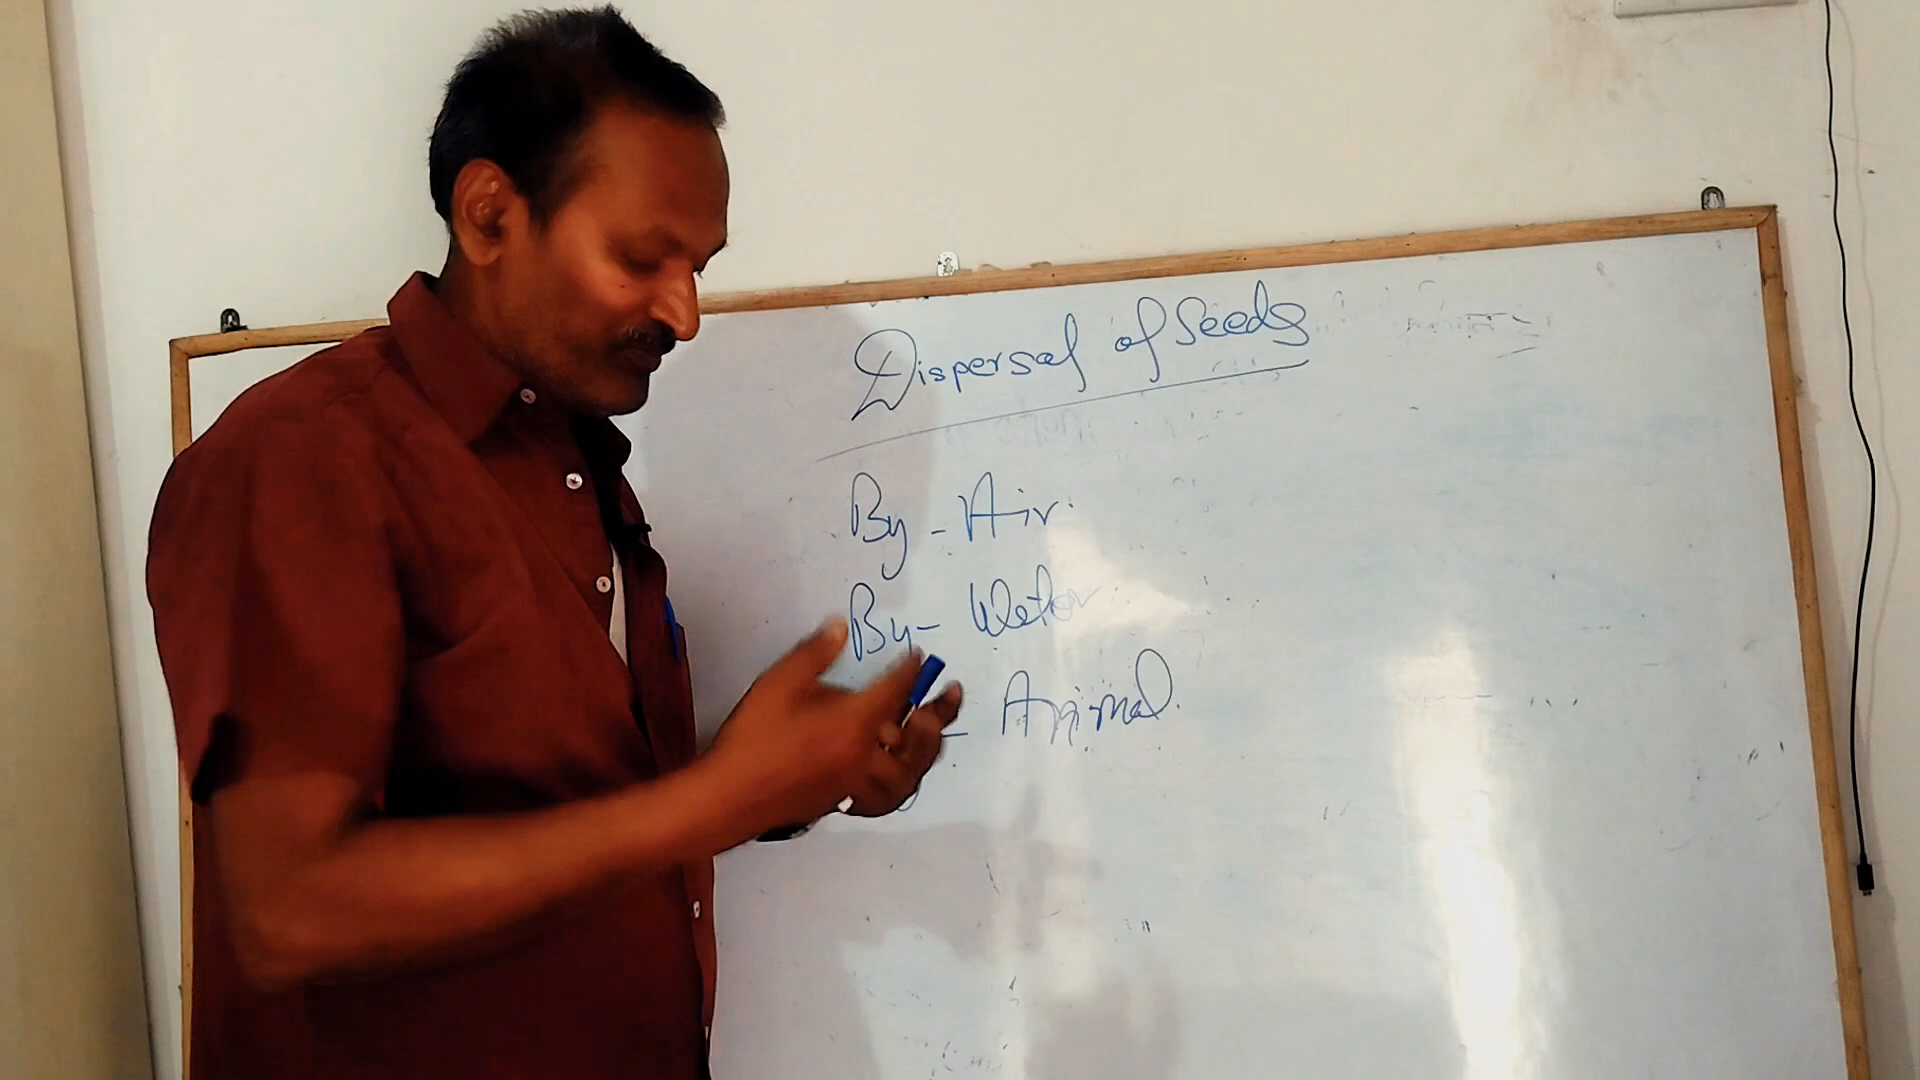 Dispersal of Seeds
By - Air.
By - Water
- Animal.